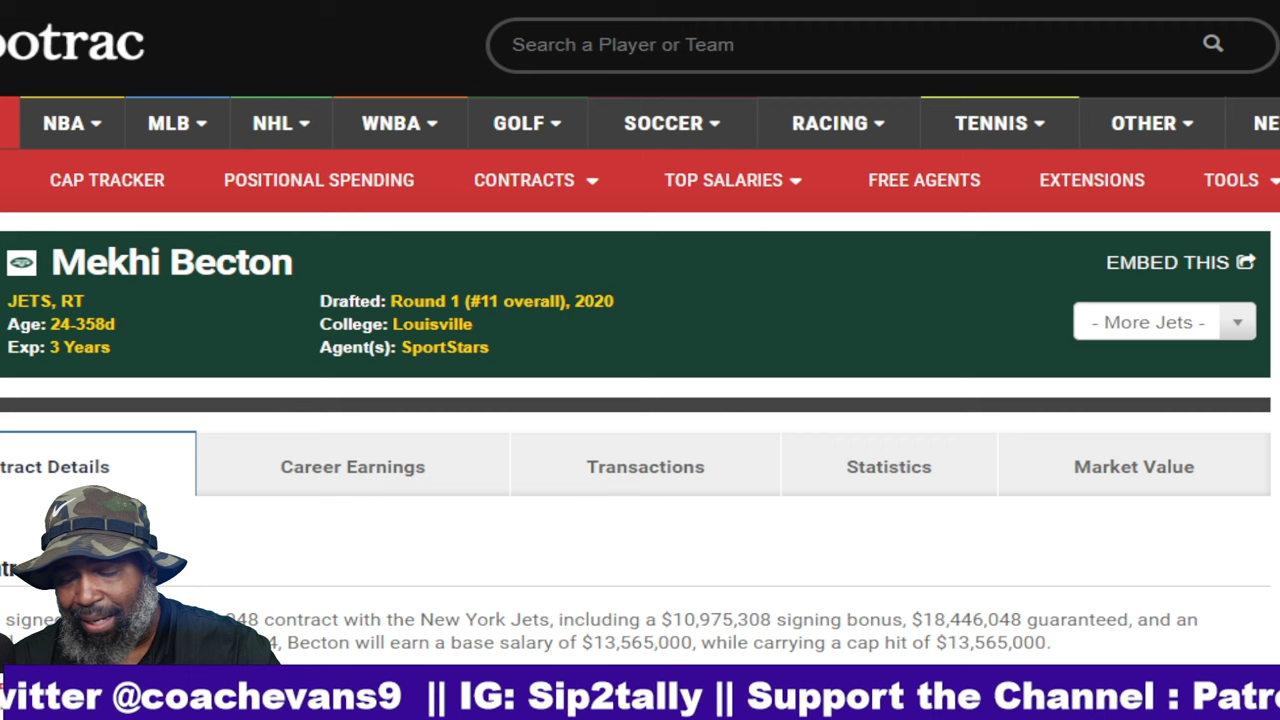 otrac
Search a Player or Team
NBA MLB NHL WNBA GOLF SOCCER RACING TENNIS OTHER NE
CAP TRACKER POSITIONAL SPENDING CONTRACTS TOP SALARIES FREE AGENTS EXTENSIONS TOOLS
Mekhi Becton
EMBED THIS
JETS, RT
Drafted: Round 1 (#11 overall), 2020
Age: 24-358d
College: Louisville
- More Jets -
Exp: 3 Years
Agent(s): SportStars
tract Details Career Earnings Transactions Statistics Market Value
signe 048 contract with the New York Jets, including a $10,975,308 signing bonus, $18,446,048 guaranteed, and an
4, Becton will earn a base salary of $13,565,000, while carrying a cap hit of $13,565,000.
witter @coachevans9 || IG: Sip2tally || Support the Channel : Patr